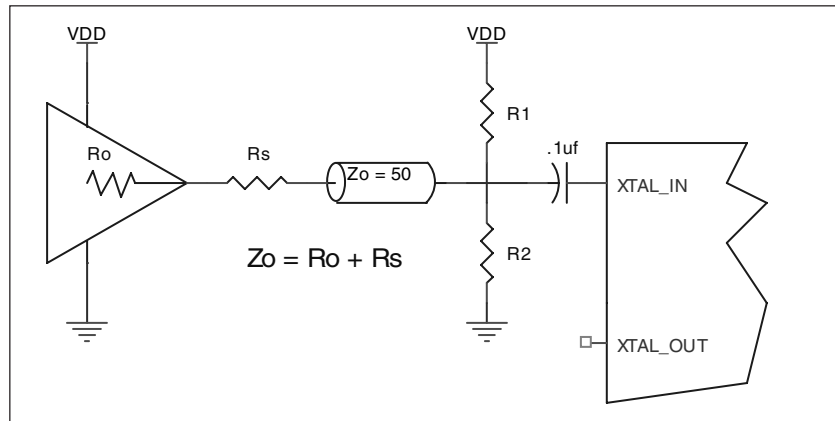 VDD
VDD
R1
Ro
Rs
Zo = 50
.1uf
XTAL_IN
Zo = Ro + Rs
R2
XTAL_OUT